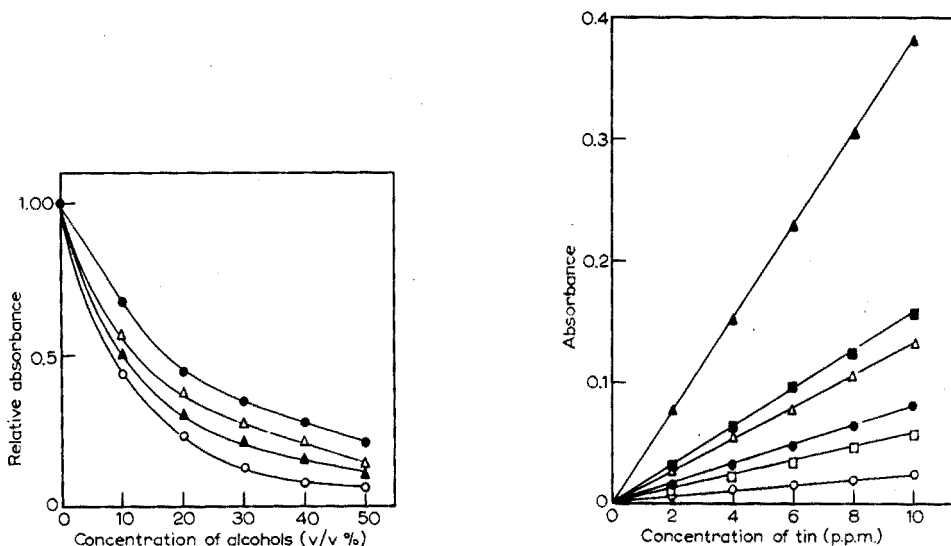 1.00
0.5
0
Relative absorbance
0 10 20 30 40 50
Concentration of alcohols (v/v %)
0.4
0.3
0.2
0.1
0
Absorbance
0 2 4 6 8 10
Concentration of tin (p.p.m.)